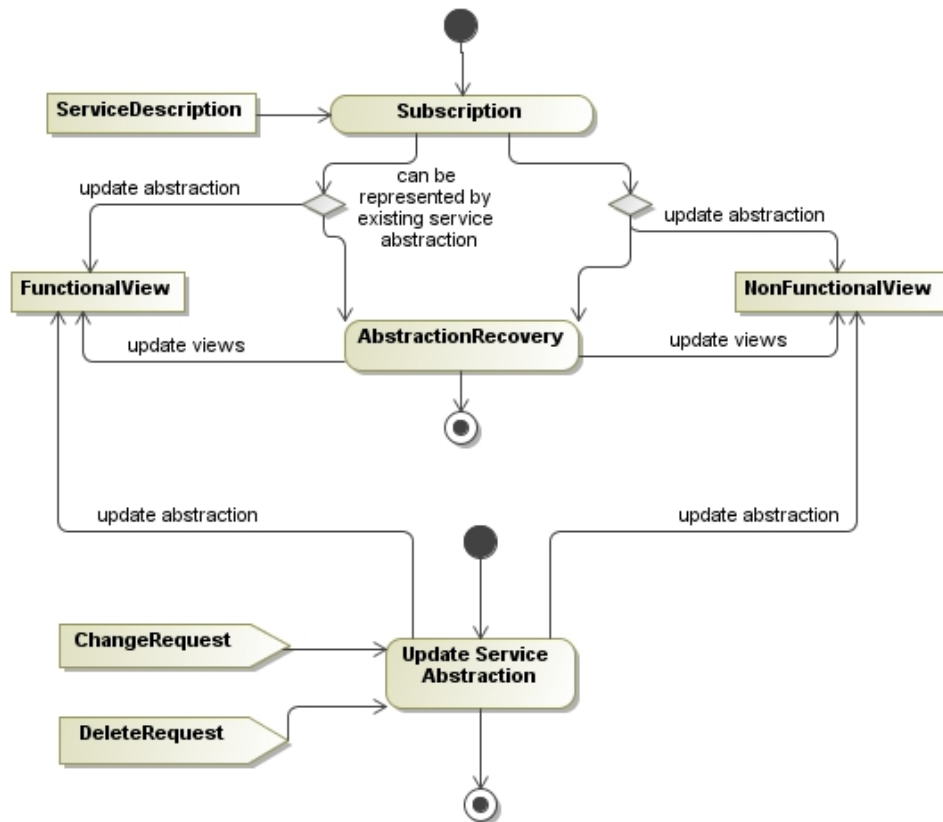 ServiceDescription
Subscription
update abstraction
can be
represented by
existing service
abstraction
update abstraction
FunctionalView
NonFunctionalView
AbstractionRecovery
update views
update views
update abstraction
update abstraction
ChangeRequest
Update Service
Abstraction
DeleteRequest